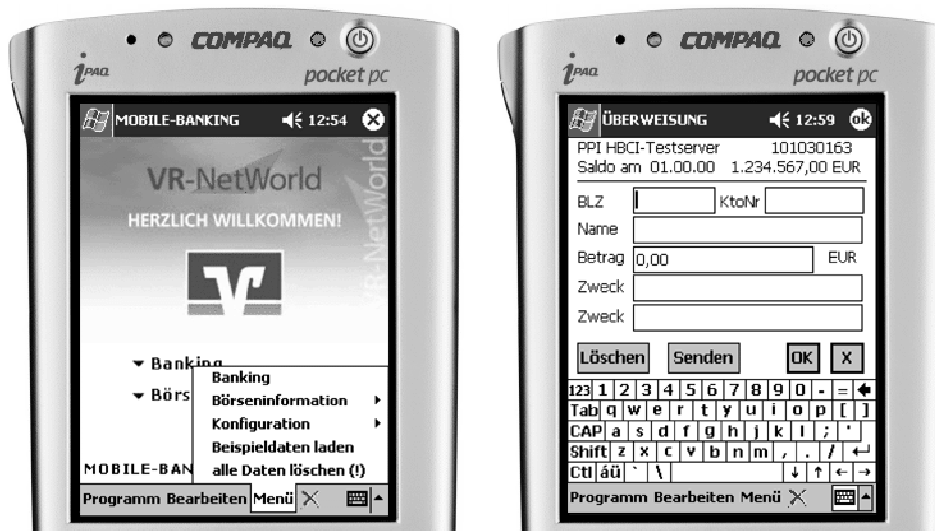 COMPAQ
iPAQ
pocket pc
MOBILE-BANKING 12:54
VR-NetWorld
VR-NetWorld
HERZLICH WILLKOMMEN!
Banking
Börs
Banking
Börseninformation
Konfiguration
Beispieldaten laden
alle Daten löschen (!)
MOBILE-BAN
Programm Bearbeiten Menü
COMPAQ
iPAQ
pocket pc
ÜBERWEISUNG 12:59 ok
PPI HBCI-Testserver 101030163
Saldo am 01.00.00 1.234.567,00 EUR
BLZ KtoNr
Name
Betrag 0,00 EUR
Zweck
Zweck
Löschen Senden OK X
123 1 2 3 4 5 6 7 8 9 0 - =
Tab q w e r t y u i o p [ ]
CAP a s d f g h j k l ; '
Shift z x c v b n m , . /
Ctl áü ` \
Programm Bearbeiten Menü